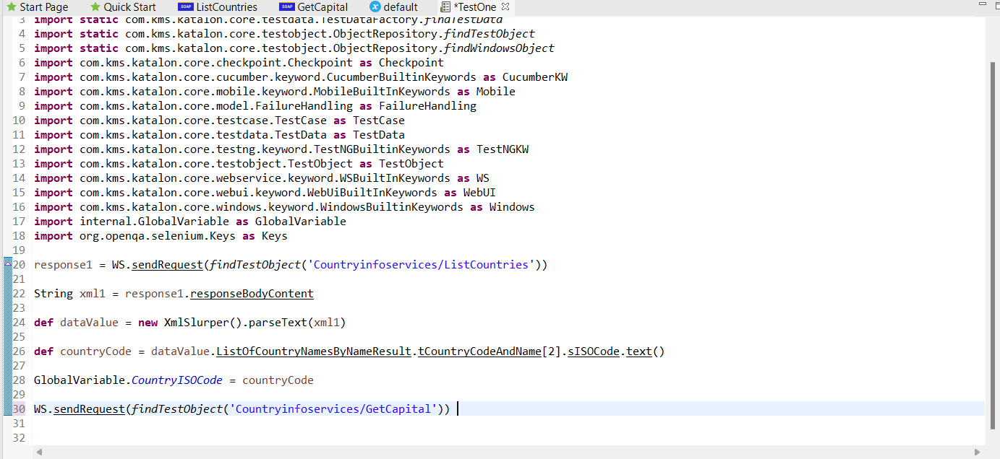 Start Page Quick Start SOAP ListCountries SOAP GetCapital x default *TestOne
3 import static com.kms.katalon.core.testdata.TestDataFactory.findTestData
4 import static com.kms.katalon.core.testobject.ObjectRepository.findTestObject
5 import static com.kms.katalon.core.testobject.ObjectRepository.findWindowsObject
6 import com.kms.katalon.core.checkpoint.Checkpoint as Checkpoint
7 import com.kms.katalon.core.cucumber.keyword.CucumberBuiltinKeywords as CucumberKW
8 import com.kms.katalon.core.mobile.keyword.MobileBuiltInKeywords as Mobile
9 import com.kms.katalon.core.model.FailureHandling as FailureHandling
10 import com.kms.katalon.core.testcase.TestCase as TestCase
11 import com.kms.katalon.core.testdata.TestData as TestData
12 import com.kms.katalon.core.testng.keyword.TestNGBuiltinKeywords as TestNGKW
13 import com.kms.katalon.core.testobject.TestObject as TestObject
14 import com.kms.katalon.core.webservice.keyword.WSBuiltInKeywords as WS
15 import com.kms.katalon.core.webui.keyword.WebUiBuiltInKeywords as WebUI
16 import com.kms.katalon.core.windows.keyword.WindowsBuiltinKeywords as Windows
17 import internal.GlobalVariable as GlobalVariable
18 import org.openqa.selenium.Keys as Keys
19
20 response1 = WS.sendRequest(findTestObject('Countryinfoservices/ListCountries'))
21
22 String xml1 = response1.responseBodyContent
23
24 def dataValue = new XmlSlurper().parseText(xml1)
25
26 def countryCode = dataValue.ListOfCountryNamesByNameResult.tCountryCodeAndName[2].sISOCode.text()
27
28 GlobalVariable.CountryISOCode = countryCode
29
30 WS.sendRequest(findTestObject('Countryinfoservices/GetCapital'))
31
32